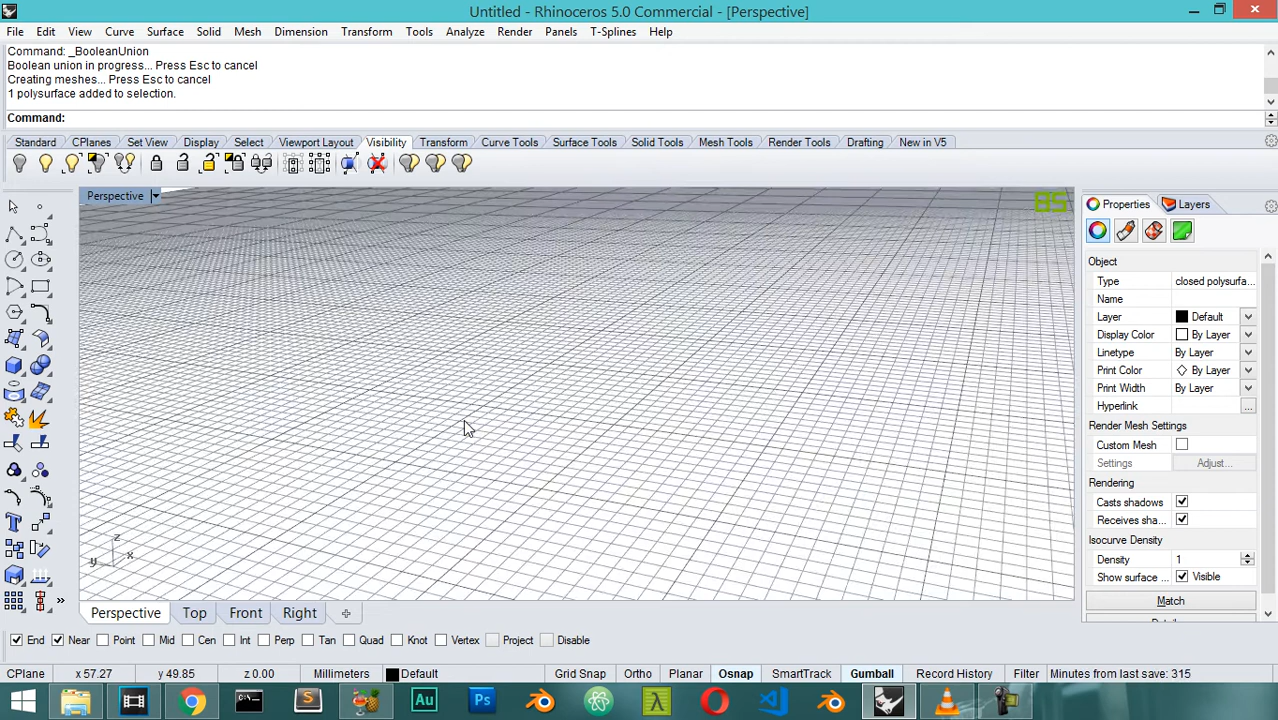 Untitled - Rhinoceros 5.0 Commercial - [Perspective]
File Edit View Curve Surface Solid Mesh Dimension Transform Tools Analyze Render Panels T-Splines Help
Command: _BooleanUnion
Boolean union in progress... Press Esc to cancel
Creating meshes... Press Esc to cancel
1 polysurface added to selection.
Command:
Standard CPlanes Set View Display Select Viewport Layout Visibility Transform Curve Tools Surface Tools Solid Tools Mesh Tools Render Tools Drafting New in V5
Perspective
85
Properties Layers
Object
Type closed polysurfa...
Name
Layer Default
Display Color By Layer
Linetype By Layer
Print Color By Layer
Print Width By Layer
Hyperlink ...
Render Mesh Settings
Custom Mesh
Settings Adjust...
Rendering
Casts shadows
Receives sha...
Isocurve Density
Density 1
Show surface ... Visible
Match
z
y x
Perspective Top Front Right
End Near Point Mid Cen Int Perp Tan Quad Knot Vertex Project Disable
CPlane x 57.27 y 49.85 z 0.00 Millimeters Default Grid Snap Ortho Planar Osnap SmartTrack Gumball Record History Filter Minutes from last save: 315
Au Ps